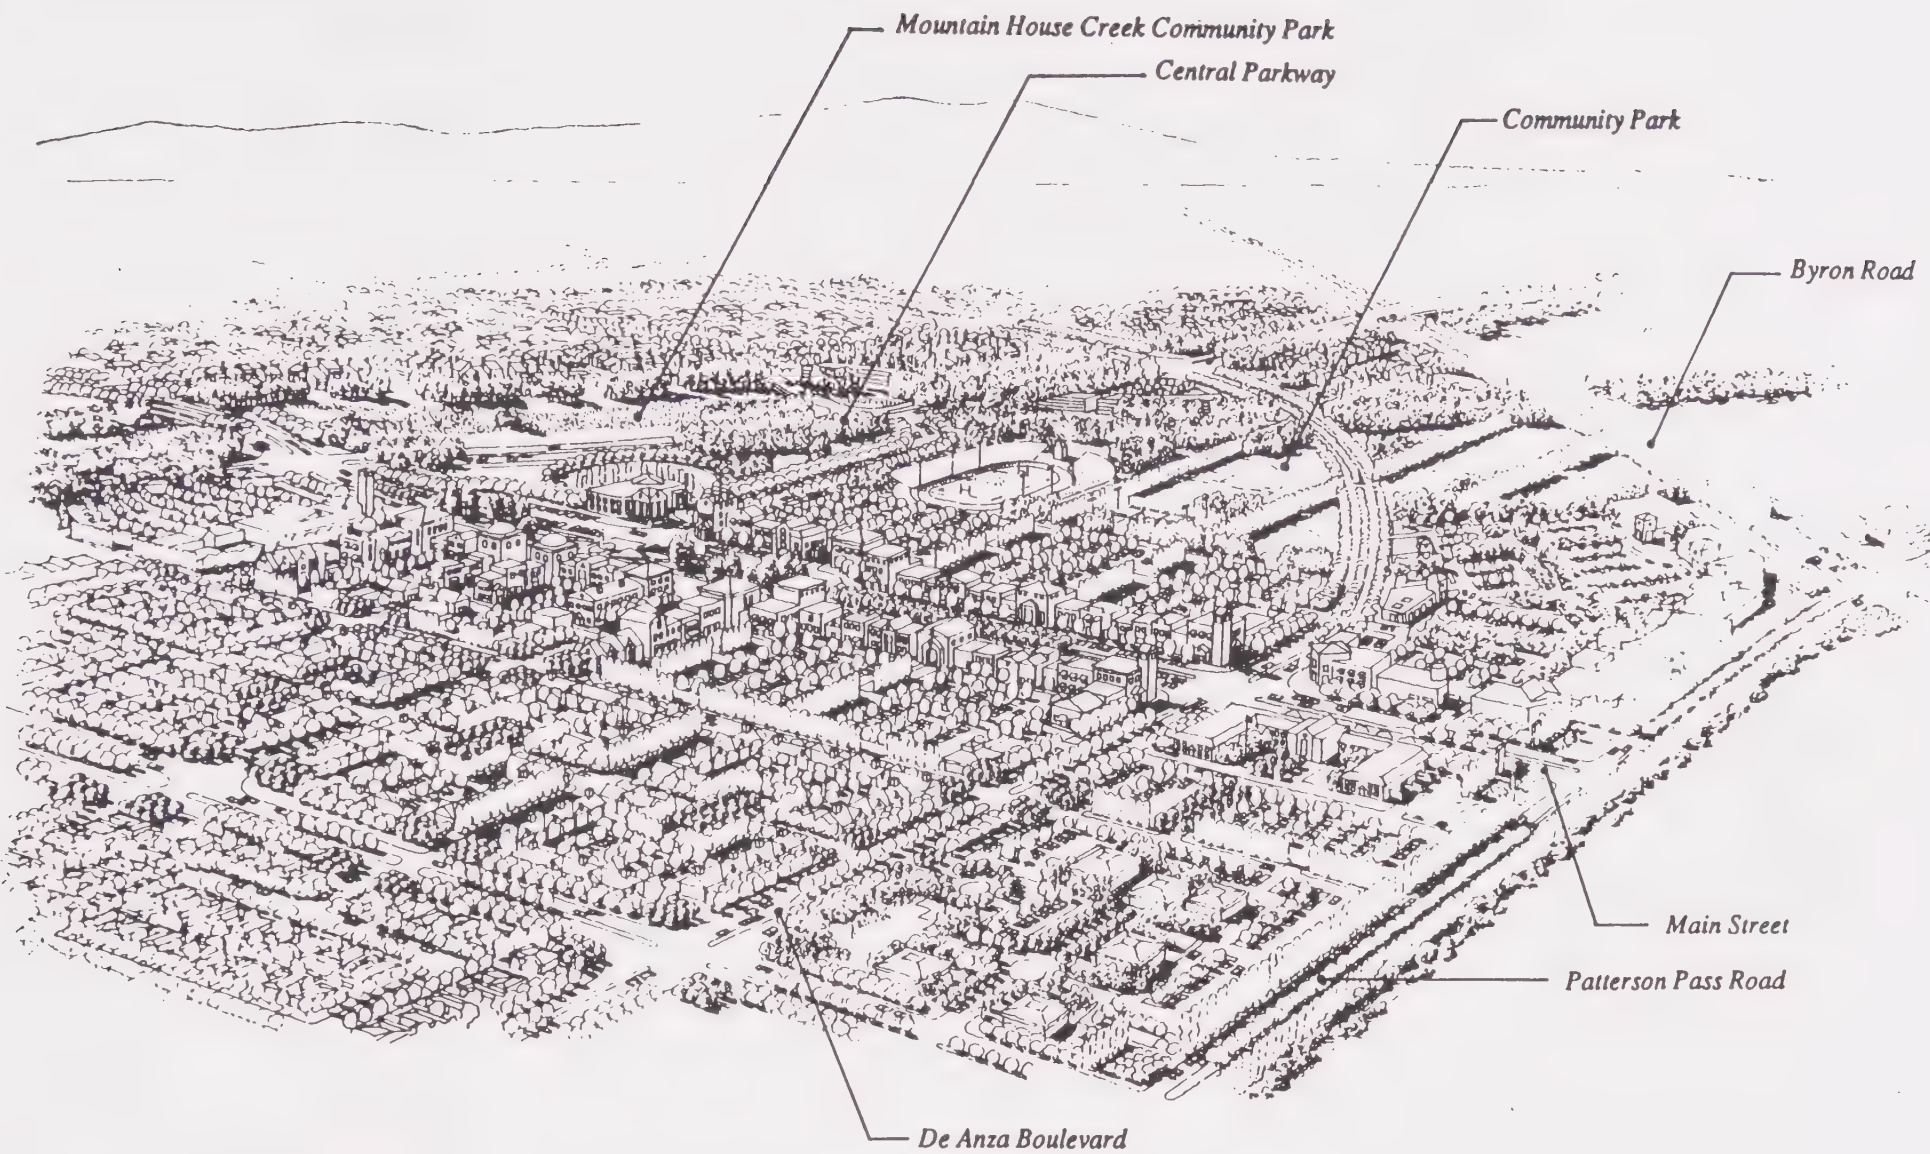 Mountain House Creek Community Park
Central Parkway
Community Park
Byron Road
Main Street
Patterson Pass Road
De Anza Boulevard